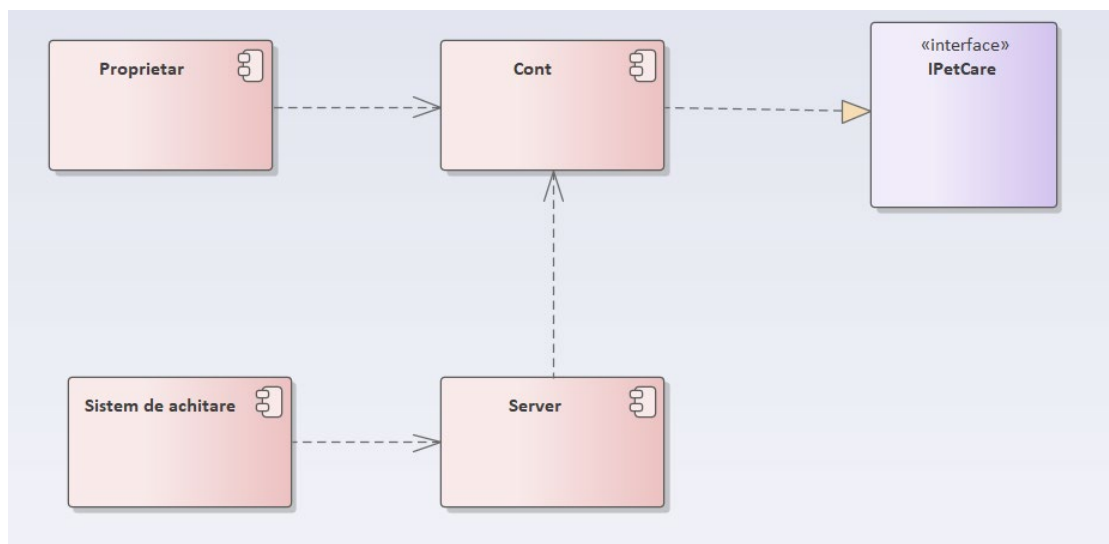 Proprietar
Cont
«interface»
IPetCare
Sistem de achitare
Server